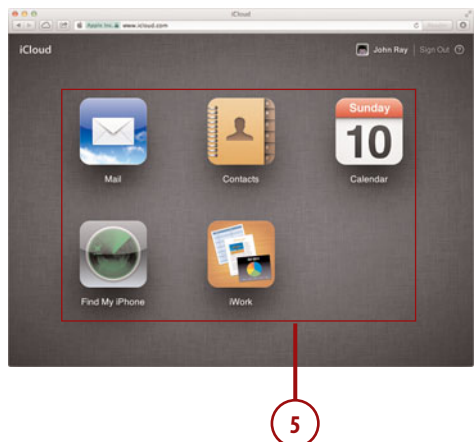 iCloud
Apple Inc. www.icloud.com
Reader
iCloud
John Ray Sign Out ?
Sunday
10
Mail
Contacts
Calendar
Find My iPhone
iWork
5